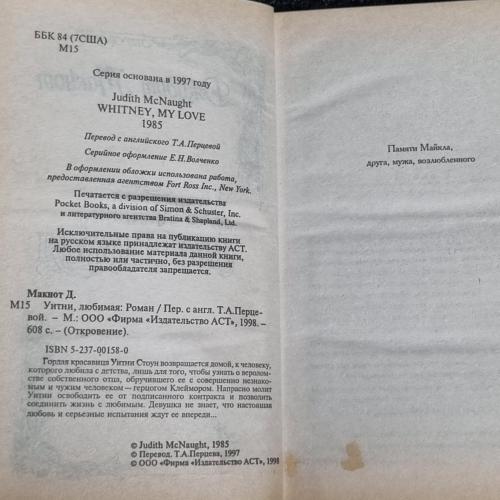 ББК 84 (7США)
М15
Серия основана в 1997 году
Judith McNaught
WHITNEY, MY LOVE
1985
Перевод с английского Т.А.Перцевой
Серийное оформление Е.Н.Волченко
В оформлении обложки использована работа,
предоставленная агентством Fort Ross Inc., New York.
Печатается с разрешения издательства
Pocket Books, a division of Simon & Schuster, Inc.
и литературного агентства Bratina & Shapland, Ltd.
Исключительные права на публикацию книги
на русском языке принадлежат издательству АСТ.
Любое использование материала данной книги,
полностью или частично, без разрешения
правообладателя запрещается.
Макнот Д.
М15 Уитни, любимая: Роман / Пер. с англ. Т.А.Перце-
вой. – М.: ООО «Фирма «Издательство АСТ», 1998. –
608 с. – (Откровение).
ISBN 5-237-00158-0
Гордая красавица Уитни Стоун возвращается домой, к человеку,
которого любила с детства, лишь для того, чтобы узнать о веролом-
стве собственного отца, обручившего ее с совершенно незнако-
мым и чужим человеком — герцогом Клеймором. Напрасно молит
Уитни освободить ее от подписанного контракта и позволить
соединить жизнь с любимым. Девушка не знает, что настоящая
любовь и серьезные испытания ждут ее впереди...
© Judith McNaught, 1985
© Перевод. Т.А.Перцева, 1997
© ООО «Фирма «Издательство АСТ», 1998
Памяти Майкла,
друга, мужа, возлюбленного